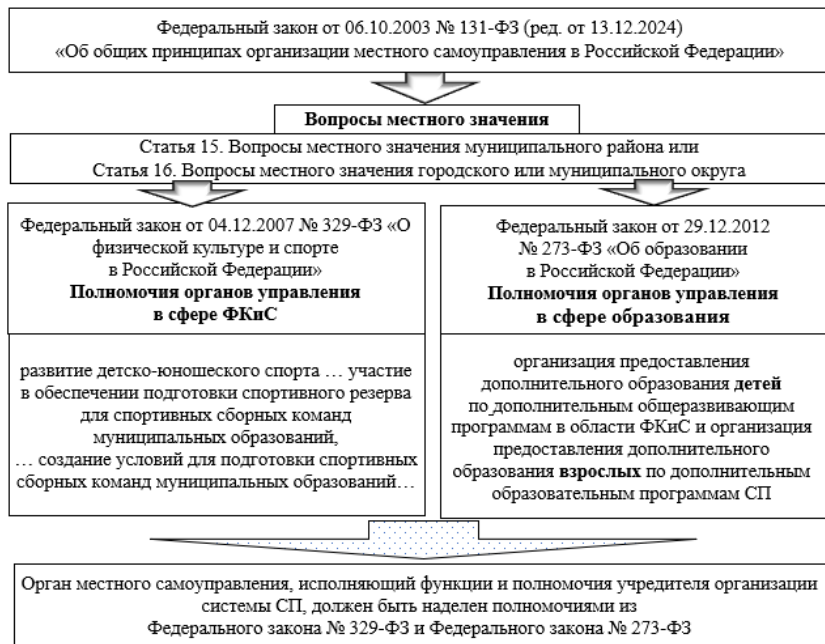 Федеральный закон от 06.10.2003 № 131-ФЗ (ред. от 13.12.2024)
«Об общих принципах организации местного самоуправления в Российской Федерации»
Вопросы местного значения
Статья 15. Вопросы местного значения муниципального района или
Статья 16. Вопросы местного значения городского или муниципального округа
Федеральный закон от 04.12.2007 № 329-ФЗ «О
физической культуре и спорте
в Российской Федерации»
Полномочия органов управления
в сфере ФКиС
развитие детско-юношеского спорта … участие
в обеспечении подготовки спортивного резерва
для спортивных сборных команд
муниципальных образований,
… создание условий для подготовки спортивных
сборных команд муниципальных образований…
Федеральный закон от 29.12.2012
№ 273-ФЗ «Об образовании
в Российской Федерации»
Полномочия органов управления
в сфере образования
организация предоставления
дополнительного образования детей
по дополнительным общеразвивающим
программам в области ФКиС и организация
предоставления дополнительного
образования взрослых по дополнительным
образовательным программам СП
Орган местного самоуправления, исполняющий функции и полномочия учредителя организации
системы СП, должен быть наделен полномочиями из
Федерального закона № 329-ФЗ и Федерального закона № 273-ФЗ